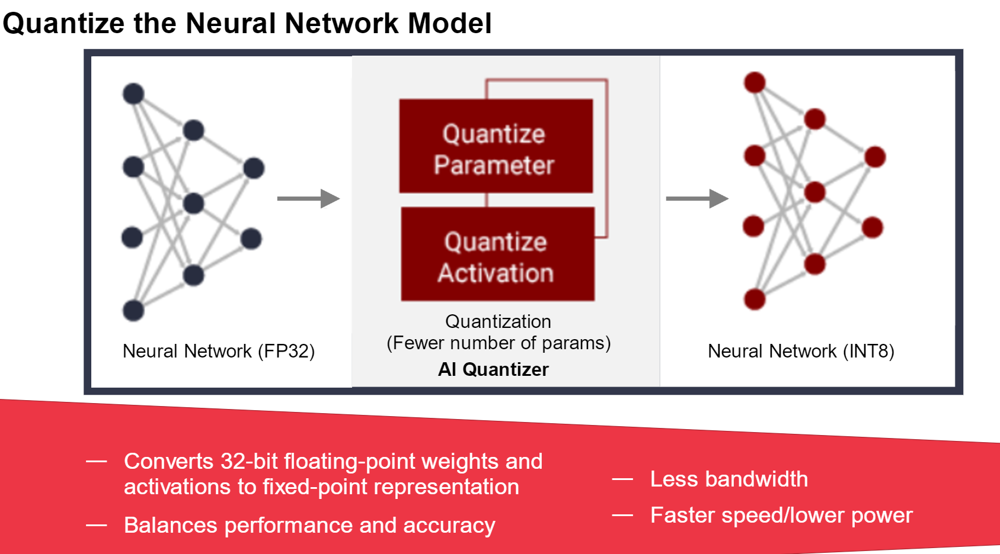 Quantize the Neural Network Model
Quantize
Parameter
Quantize
Activation
Quantization
(Fewer number of params)
AI Quantizer
Neural Network (FP32)
Neural Network (INT8)
— Converts 32-bit floating-point weights and
activations to fixed-point representation
— Balances performance and accuracy
— Less bandwidth
— Faster speed/lower power